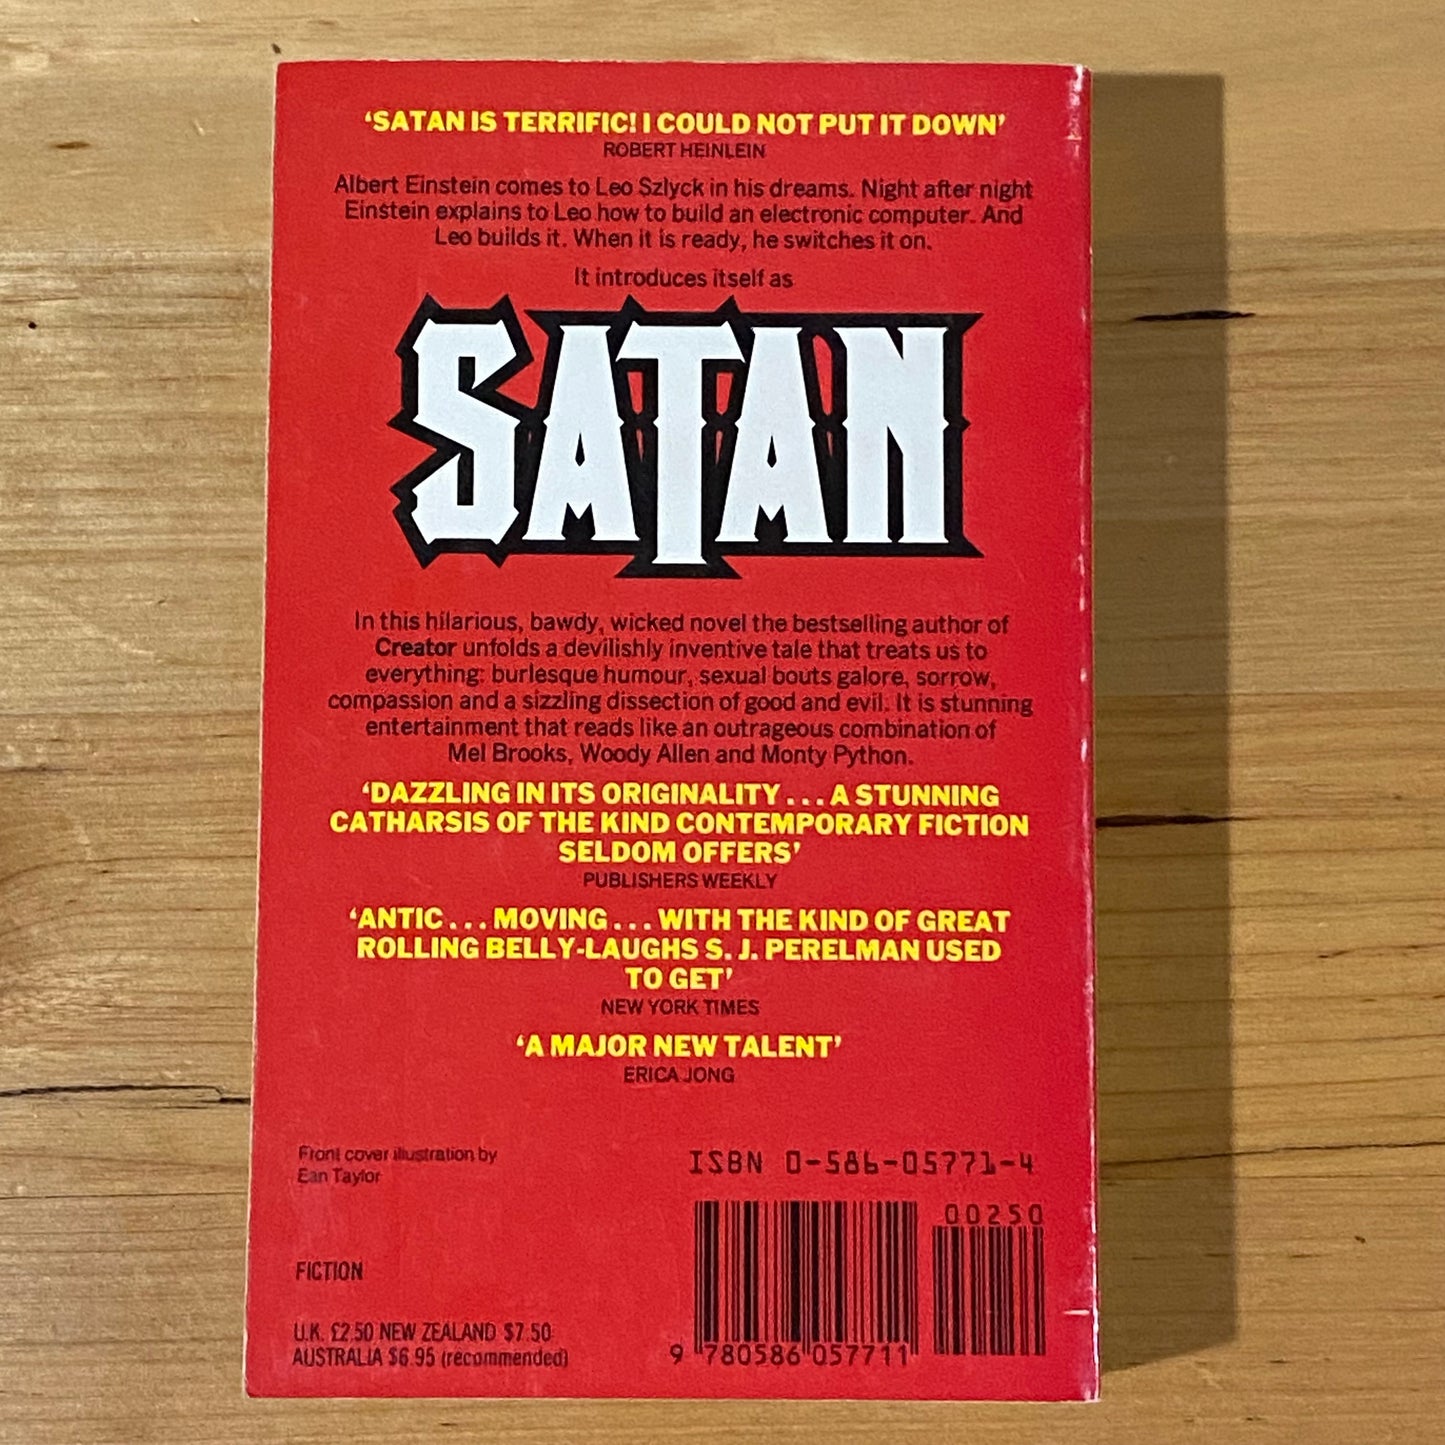 ‘SATAN IS TERRIFIC! I COULD NOT PUT IT DOWN’
ROBERT HEINLEIN
Albert Einstein comes to Leo Szlyck in his dreams. Night after night
Einstein explains to Leo how to build an electronic computer. And
Leo builds it. When it is ready, he switches it on.
It introduces itself as
SATAN
In this hilarious, bawdy, wicked novel the bestselling author of
Creator unfolds a devilishly inventive tale that treats us to
everything: burlesque humour, sexual bouts galore, sorrow,
compassion and a sizzling dissection of good and evil. It is stunning
entertainment that reads like an outrageous combination of
Mel Brooks, Woody Allen and Monty Python.
‘DAZZLING IN ITS ORIGINALITY . . . A STUNNING
CATHARSIS OF THE KIND CONTEMPORARY FICTION
SELDOM OFFERS’
PUBLISHERS WEEKLY
‘ANTIC . . . MOVING . . . WITH THE KIND OF GREAT
ROLLING BELLY-LAUGHS S. J. PERELMAN USED
TO GET’
NEW YORK TIMES
‘A MAJOR NEW TALENT’
ERICA JONG
Front cover illustration by
Ean Taylor
ISBN 0-586-05771-4
00250
FICTION
U.K. £2.50 NEW ZEALAND $7.50
AUSTRALIA $6.95 (recommended)
9 780586 057711